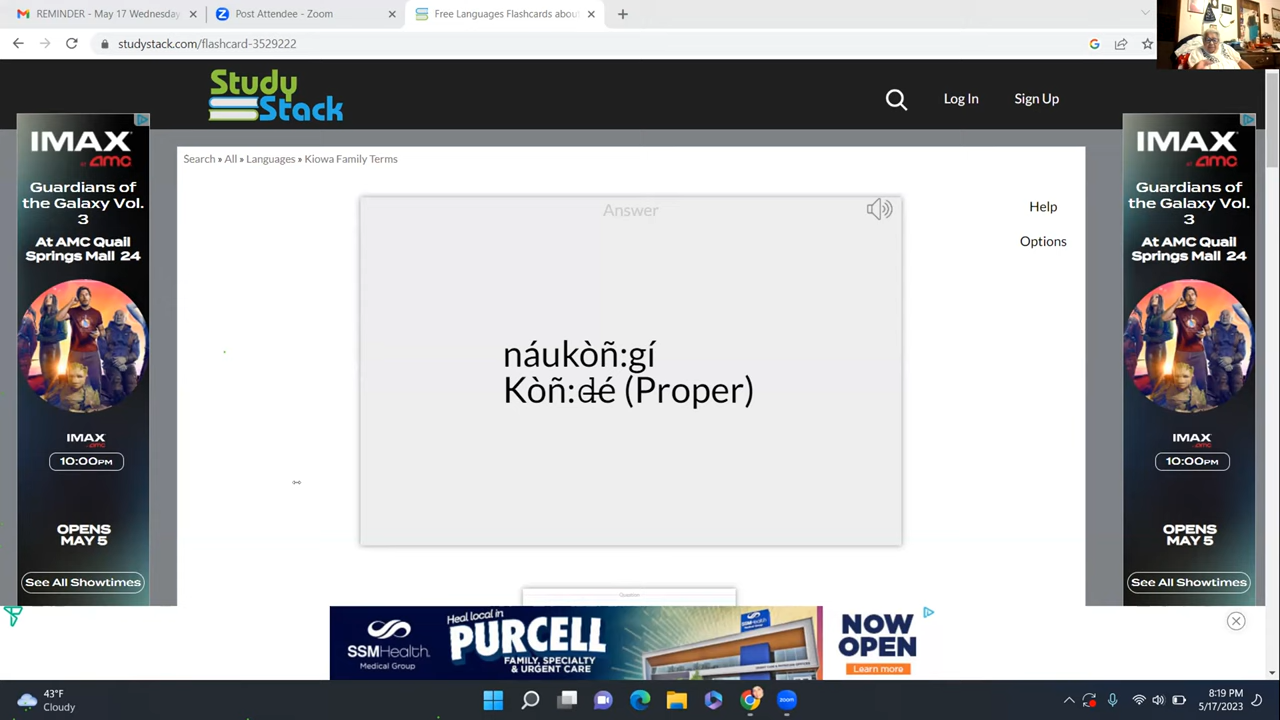 REMINDER - May 17 Wednesday
Post Attendee - Zoom
Free Languages Flashcards about
studystack.com/flashcard-3529222
Study
Stack
Log In
Sign Up
Search » All » Languages » Kiowa Family Terms
Help
Options
Answer
náukòñ:gí
Kòñ:d̶é (Proper)
Question
IMAX
at amc
Guardians of
the Galaxy Vol.
3
At AMC Quail
Springs Mall 24
IMAX
10:00PM
OPENS
MAY 5
See All Showtimes
IMAX
at amc
Guardians of
the Galaxy Vol.
3
At AMC Quail
Springs Mall 24
IMAX
10:00PM
OPENS
MAY 5
See All Showtimes
SSMHealth
Medical Group
Heal local in
PURCELL
FAMILY, SPECIALTY
& URGENT CARE
NOW
OPEN
Learn more
43°F
Cloudy
zoom
8:19 PM
5/17/2023